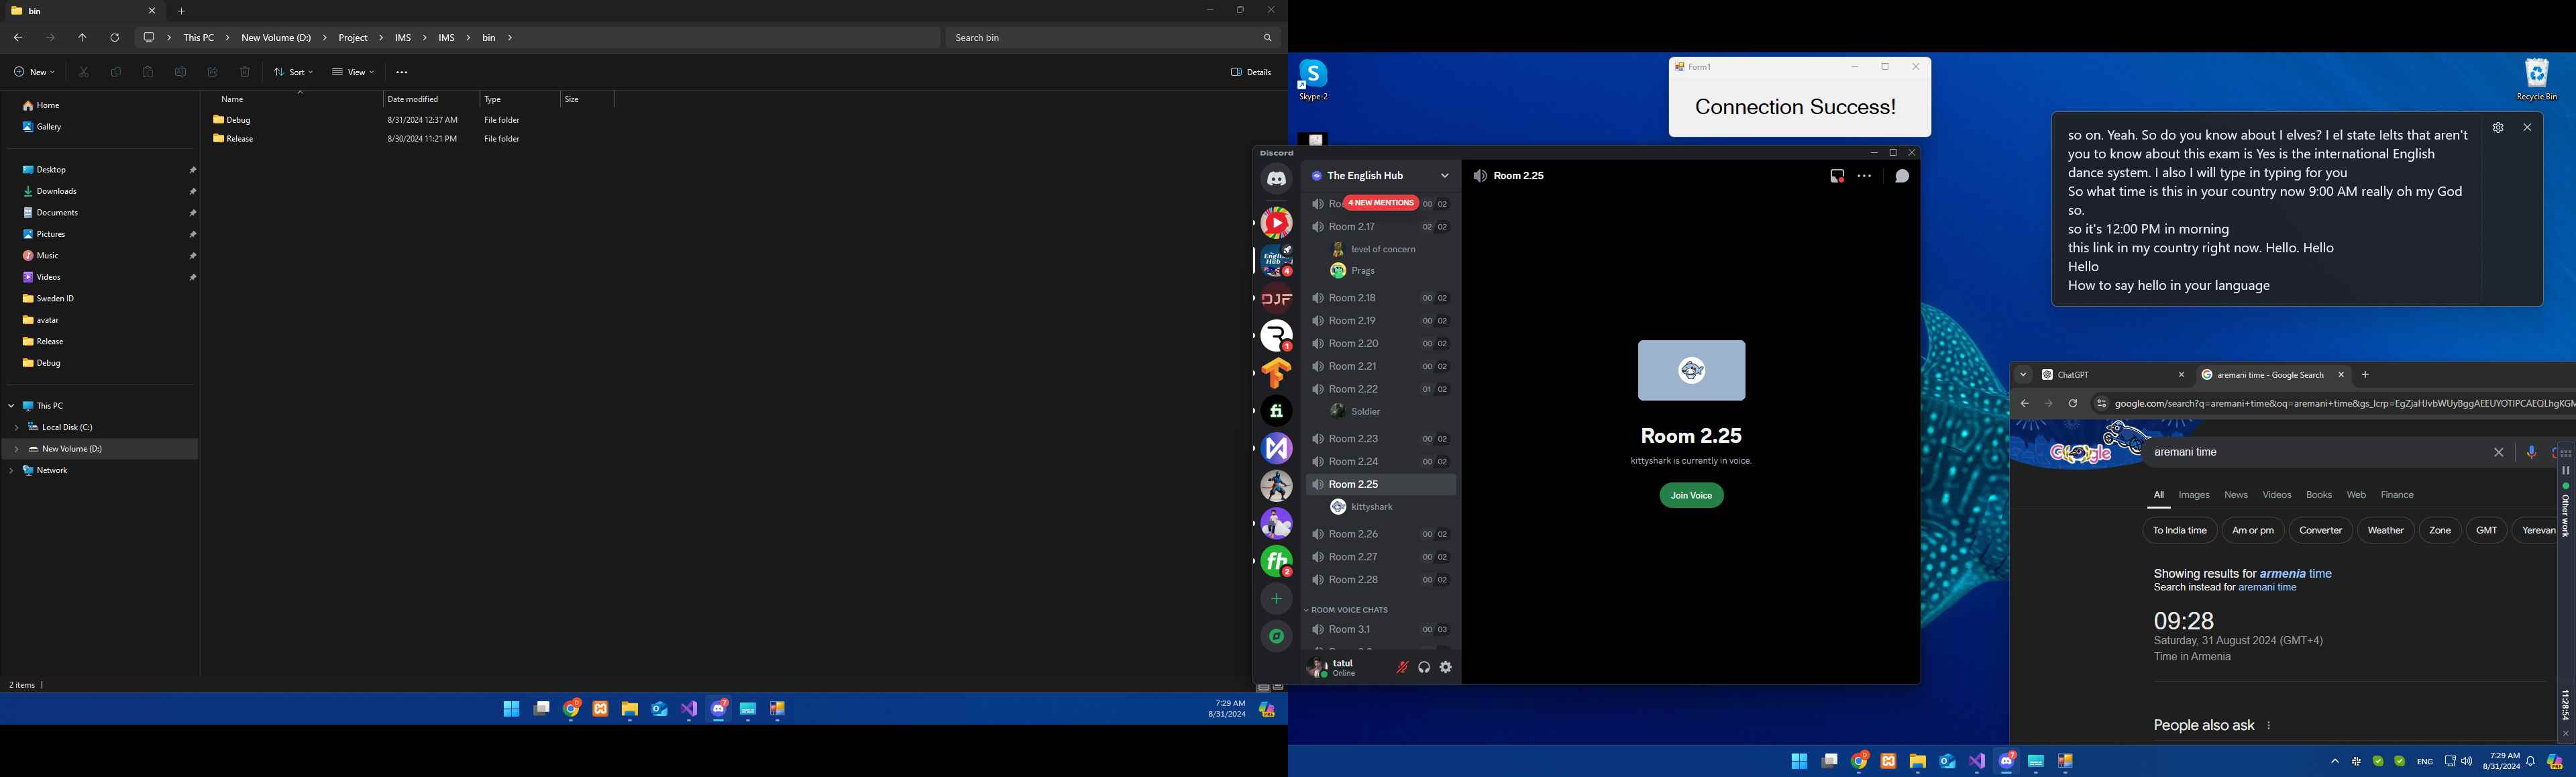 bin
This PC
New Volume (D:)
Project
IMS
IMS
bin
Search bin
New
Sort
View
Details
Name
Date modified
Type
Size
Debug
8/31/2024 12:37 AM
File folder
Release
8/30/2024 11:21 PM
File folder
Home
Gallery
Desktop
Downloads
Documents
Pictures
Music
Videos
Sweden ID
avatar
Release
Debug
This PC
Local Disk (C:)
New Volume (D:)
Network
2 items
7:29 AM
8/31/2024
Skype-2
Form1
Connection Success!
Recycle Bin
so on. Yeah. So do you know about I elves? I el state lelts that aren't
you to know about this exam is Yes is the international English
dance system. I also I will type in typing for you
So what time is this in your country now 9:00 AM really oh my God
so.
so it's 12:00 PM in morning
this link in my country right now. Hello. Hello
Hello
How to say hello in your language
Discord
The English Hub
4 NEW MENTIONS
00 02
Room 2.17
02 02
level of concern
Prags
Room 2.18
00 02
Room 2.19
00 02
Room 2.20
00 02
Room 2.21
00 02
Room 2.22
01 02
Soldier
Room 2.23
00 02
Room 2.24
00 02
Room 2.25
kittyshark
Room 2.26
00 02
Room 2.27
00 02
Room 2.28
00 02
ROOM VOICE CHATS
Room 3.1
00 03
tatul
Online
Room 2.25
Room 2.25
kittyshark is currently in voice.
Join Voice
ChatGPT
aremani time - Google Search
google.com/search?q=aremani+time&oq=aremani+time&gs_lcrp=EgZjaHJvbWUyBggAEEUYOTIPCAEQLhgKGM
aremani time
All
Images
News
Videos
Books
Web
Finance
To India time
Am or pm
Converter
Weather
Zone
GMT
Yerevan
Showing results for armenia time
Search instead for aremani time
09:28
Saturday, 31 August 2024 (GMT+4)
Time in Armenia
People also ask
Other work
11:28:54
ENG
7:29 AM
8/31/2024